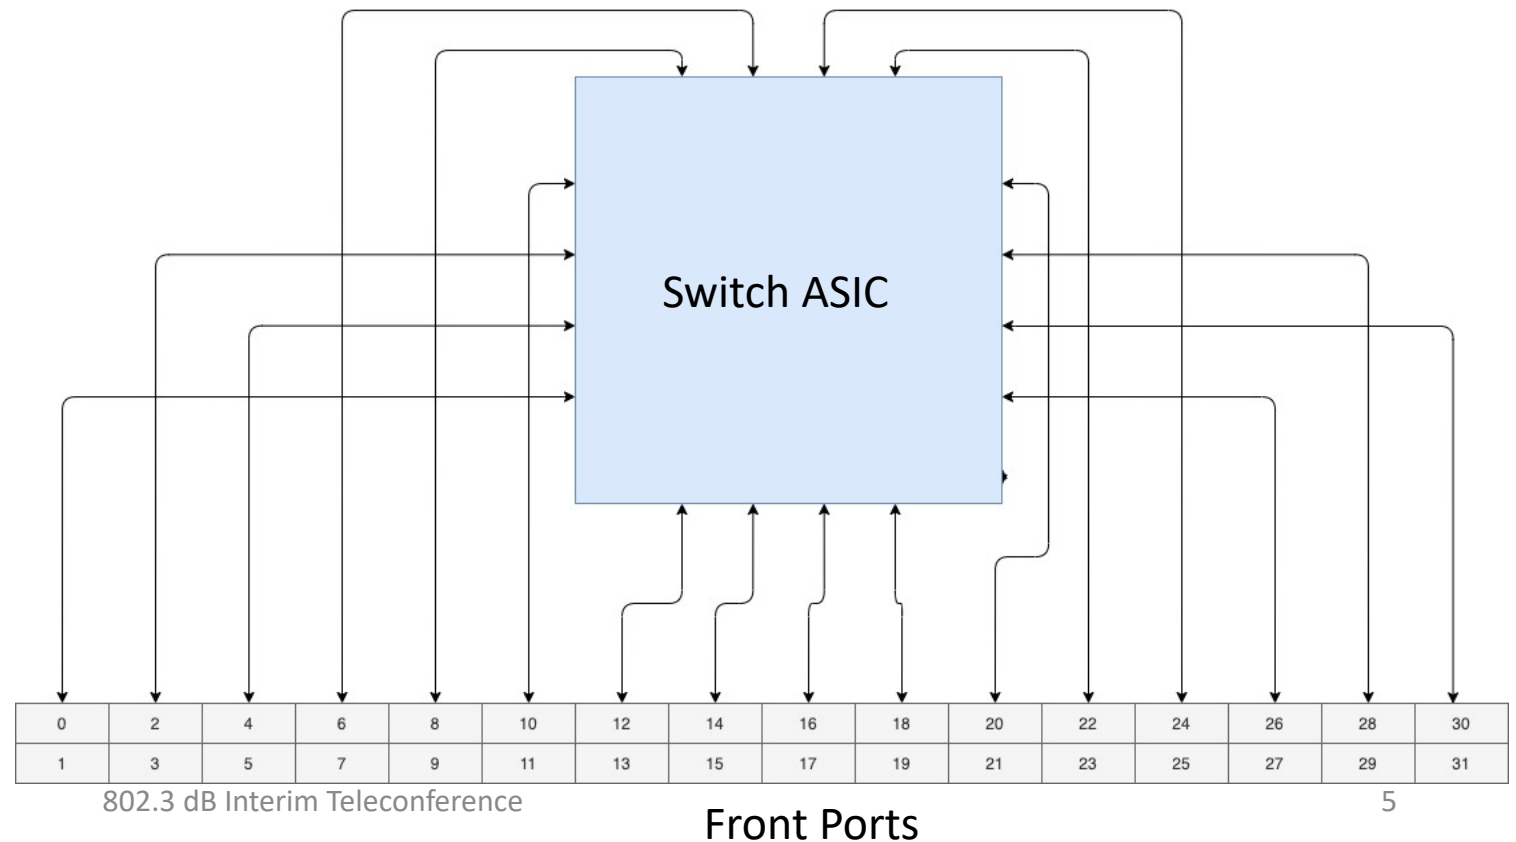 Switch ASIC
0 2 4 6 8 10 12 14 16 18 20 22 24 26 28 30
1 3 5 7 9 11 13 15 17 19 21 23 25 27 29 31
802.3 dB Interim Teleconference
5
Front Ports